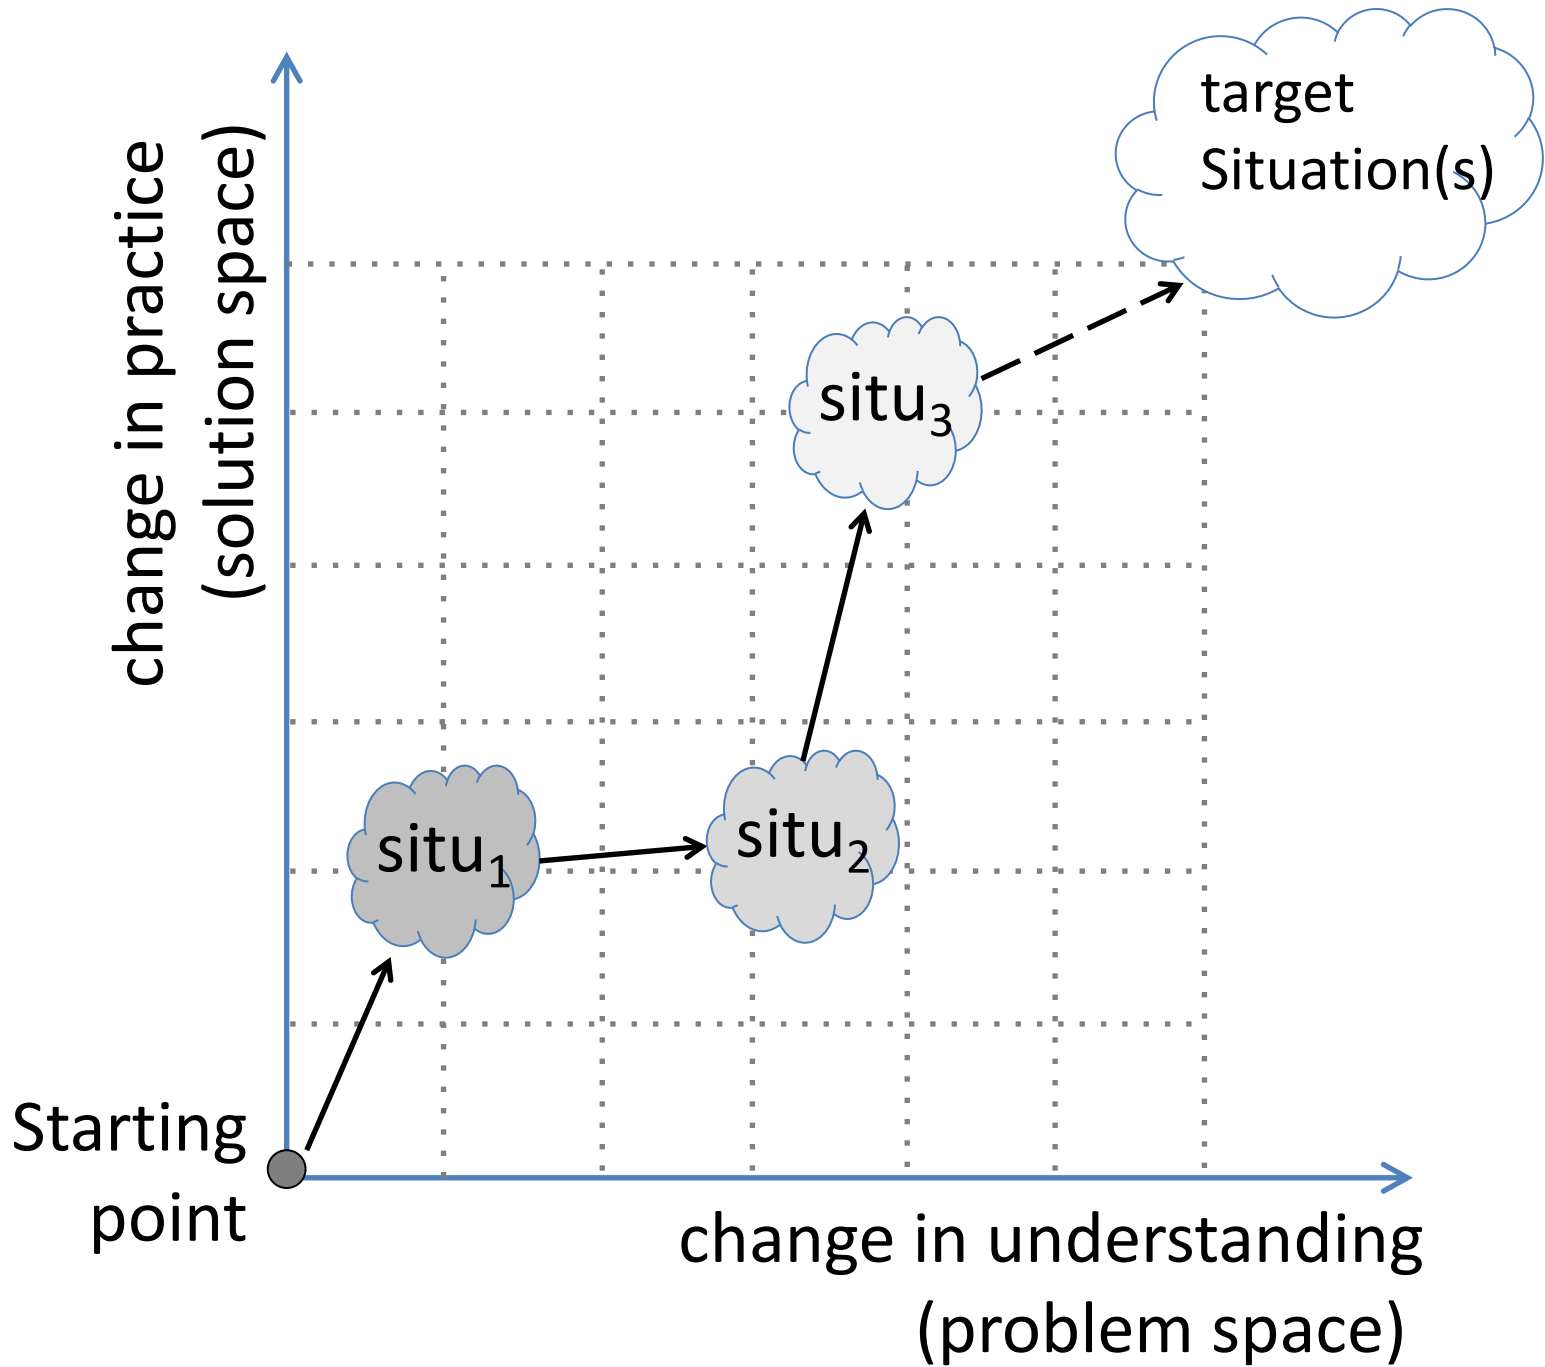 change in practice
(solution space)
target
Situation(s)
situ₃
situ₁
situ₂
Starting
point
change in understanding
(problem space)